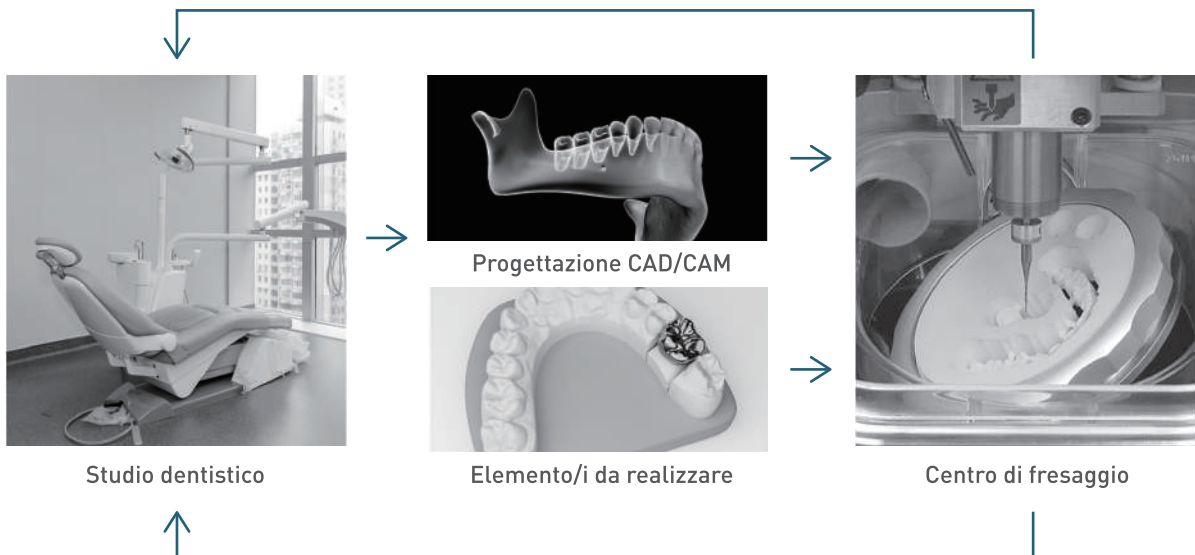 Progettazione CAD/CAM
Studio dentistico
Elemento/i da realizzare
Centro di fresaggio